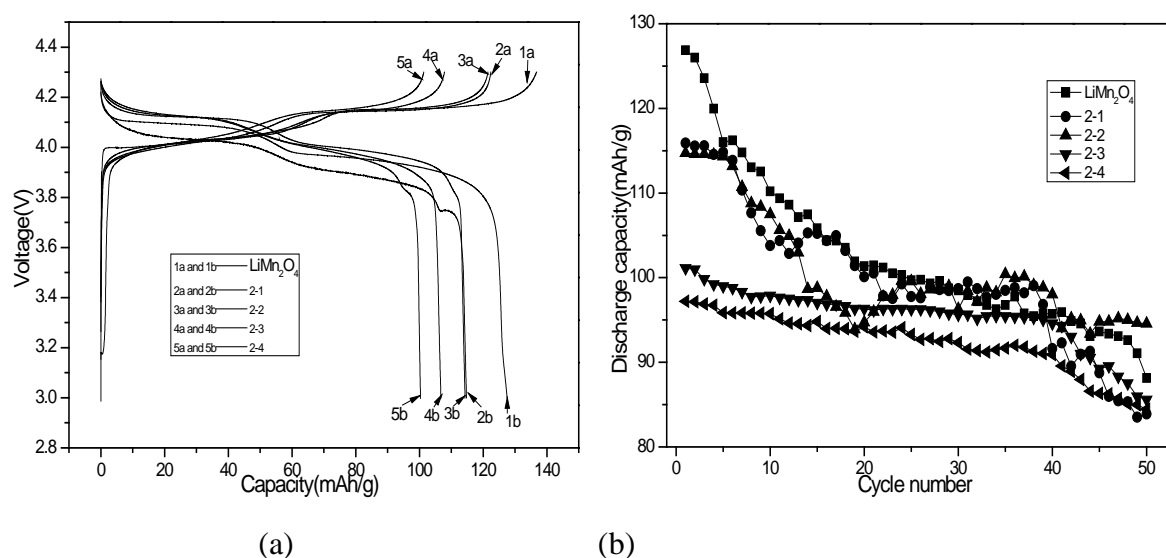 4.4
4.2
4.0
3.8
3.6
3.4
3.2
3.0
2.8
Voltage(V)
5a
4a
3a
2a
1a
1a and 1b LiMn2O4
2a and 2b 2-1
3a and 3b 2-2
4a and 4b 2-3
5a and 5b 2-4
5b
4b
3b
2b
1b
0 20 40 60 80 100 120 140
Capacity(mAh/g)
(a)
130
120
110
100
90
80
Discharge capacity(mAh/g)
LiMn2O4
2-1
2-2
2-3
2-4
0 10 20 30 40 50
Cycle number
(b)